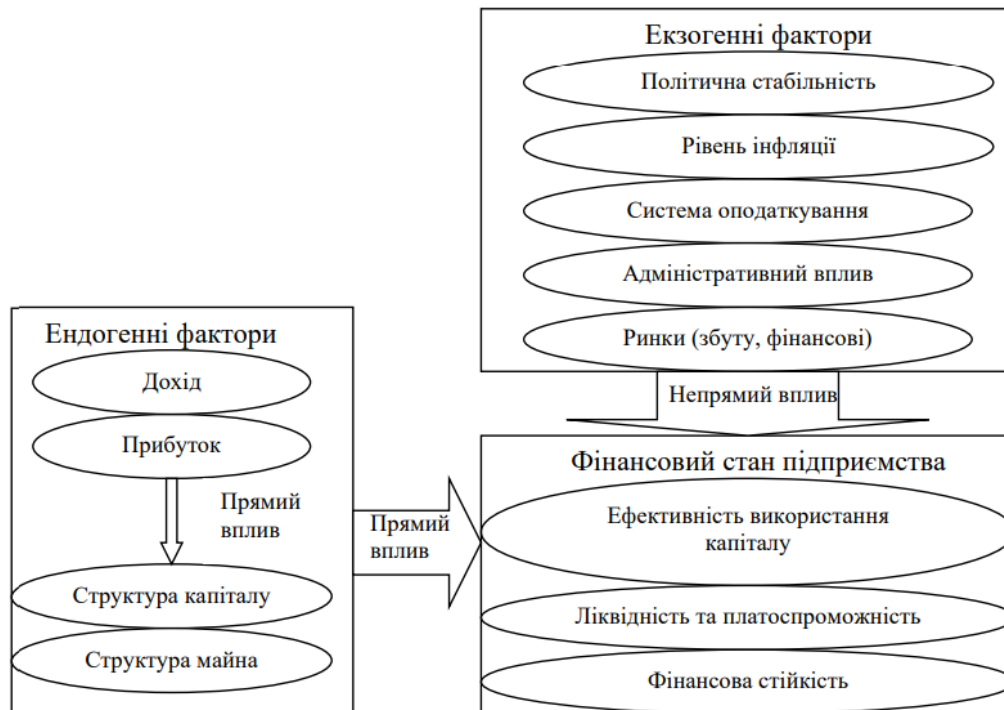 Екзогенні фактори
Політична стабільність
Рівень інфляції
Система оподаткування
Адміністративний вплив
Ринки (збуту, фінансові)
Непрямий вплив
Ендогенні фактори
Дохід
Прибуток
Прямий
вплив
Структура капіталу
Структура майна
Прямий
вплив
Фінансовий стан підприємства
Ефективність використання
капіталу
Ліквідність та платоспроможність
Фінансова стійкість